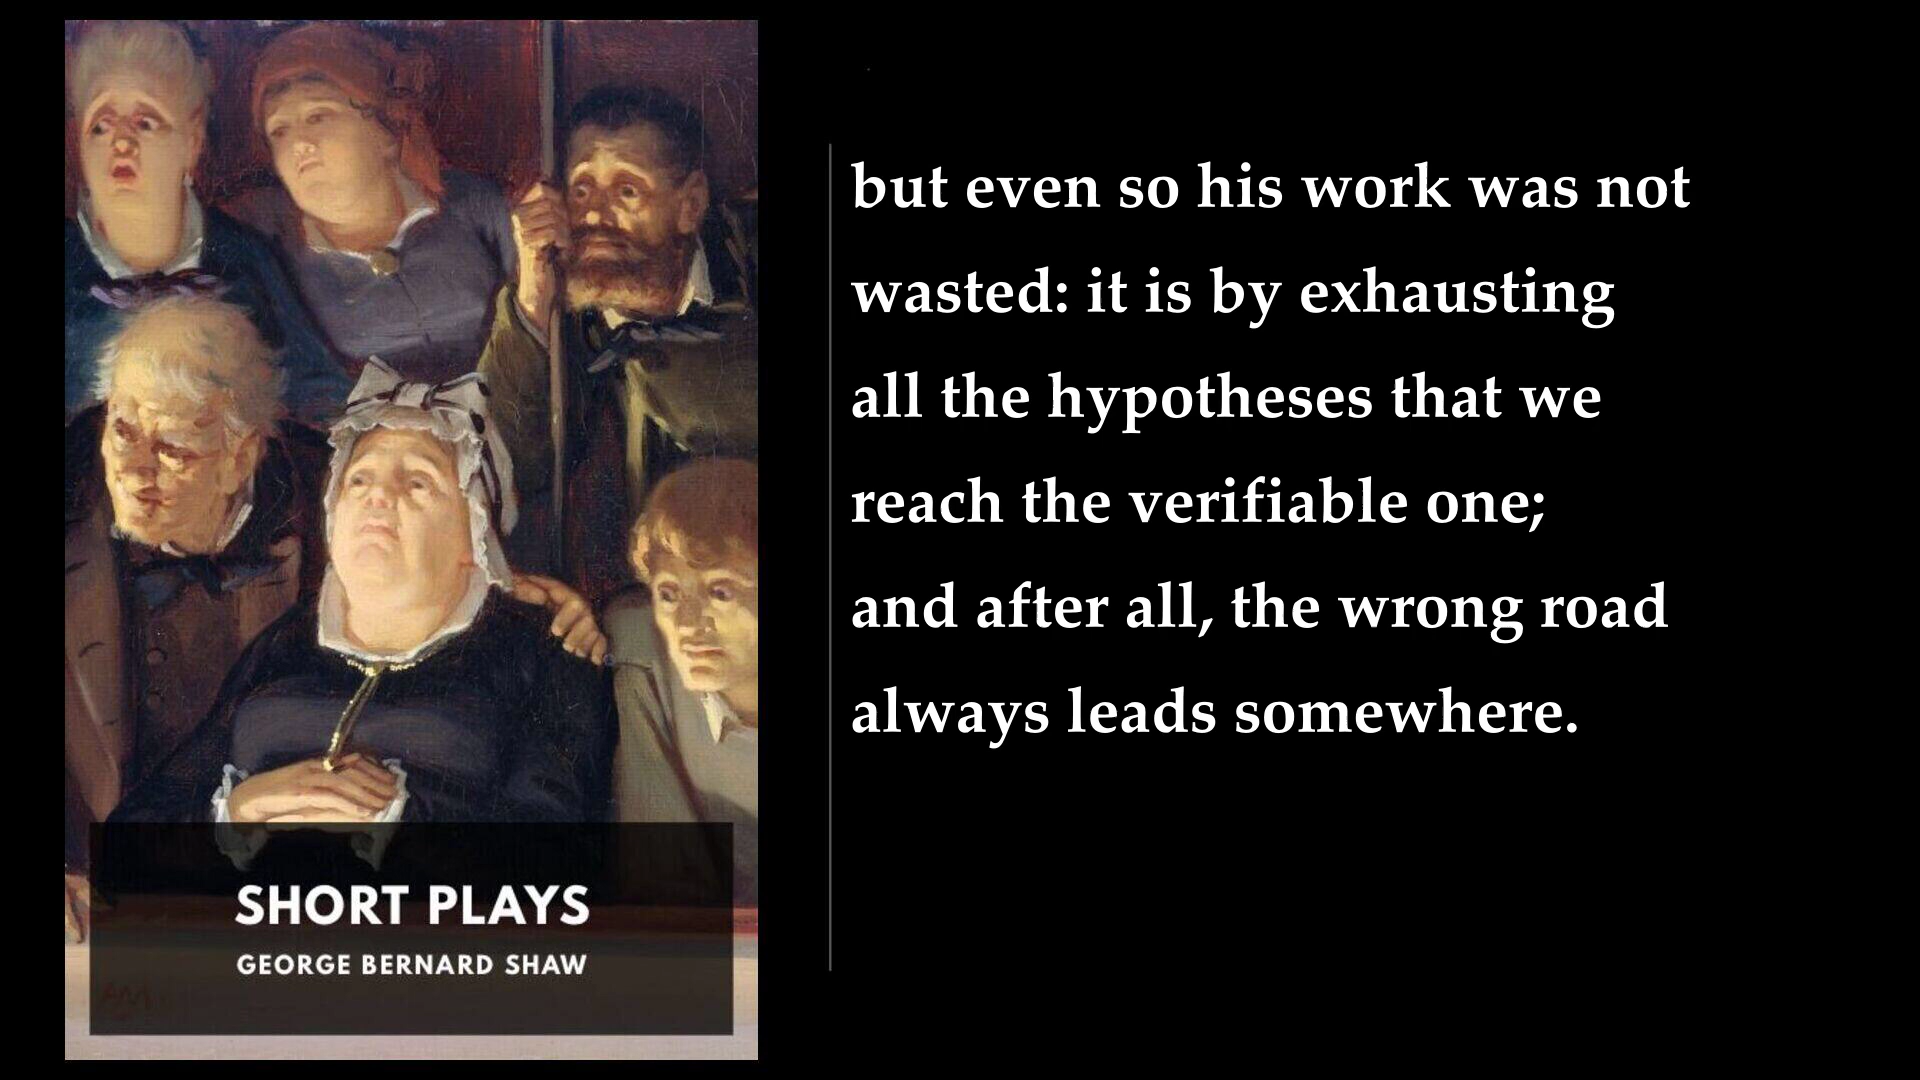 but even so his work was not
wasted: it is by exhausting
all the hypotheses that we
reach the verifiable one;
and after all, the wrong road
always leads somewhere.
SHORT PLAYS
GEORGE BERNARD SHAW